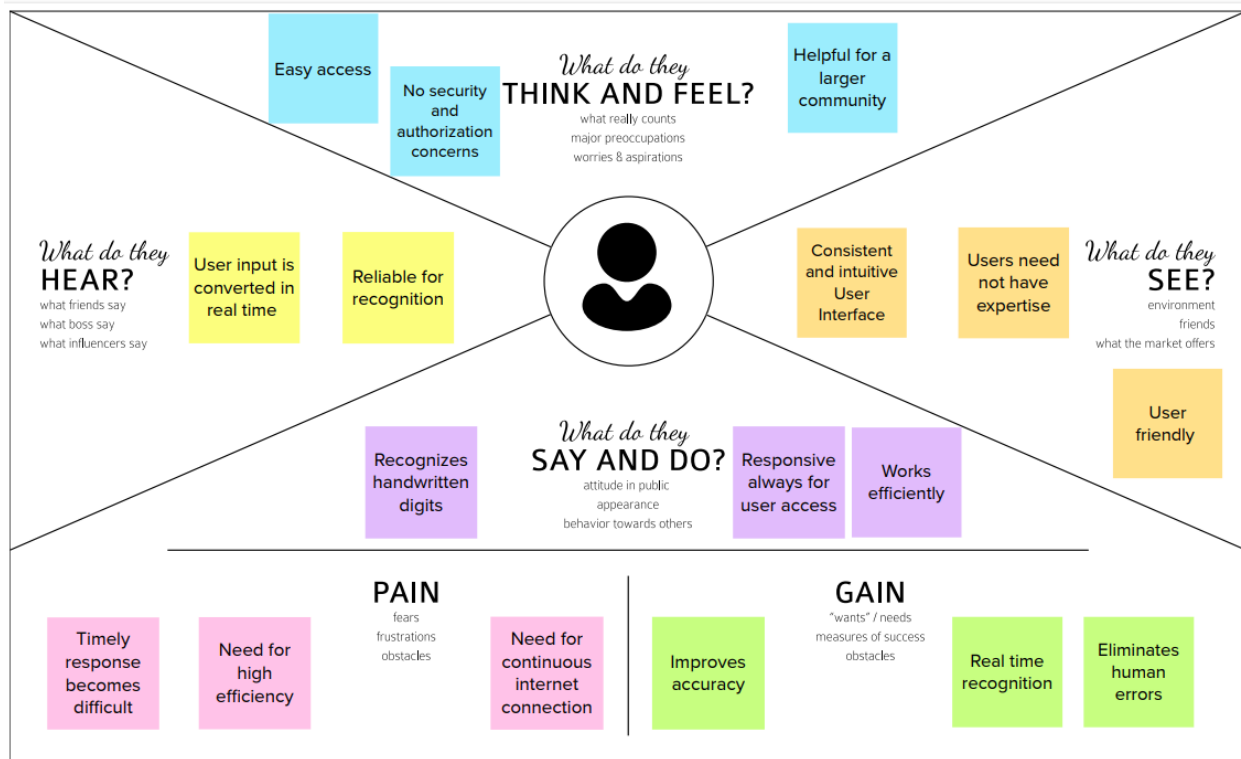 Easy access
No security
and
authorization
concerns
What do they
THINK AND FEEL?
what really counts
major preoccupations
worries & aspirations
Helpful for a
larger
community
What do they
HEAR?
what friends say
what boss say
what influencers say
User input is
converted in
real time
Reliable for
recognition
Consistent
and intuitive
User
Interface
Users need
not have
expertise
What do they
SEE?
environment
friends
what the market offers
User
friendly
Recognizes
handwritten
digits
What do they
SAY AND DO?
attitude in public
appearance
behavior towards others
Responsive
always for
user access
Works
efficiently
PAIN
fears
frustrations
obstacles
Timely
response
becomes
difficult
Need for
high
efficiency
Need for
continuous
internet
connection
GAIN
"wants" / needs
measures of success
obstacles
Improves
accuracy
Real time
recognition
Eliminates
human
errors